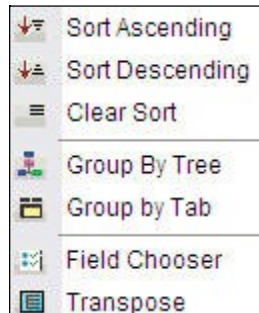 Sort Ascending
Sort Descending
Clear Sort
Group By Tree
Group by Tab
Field Chooser
Transpose